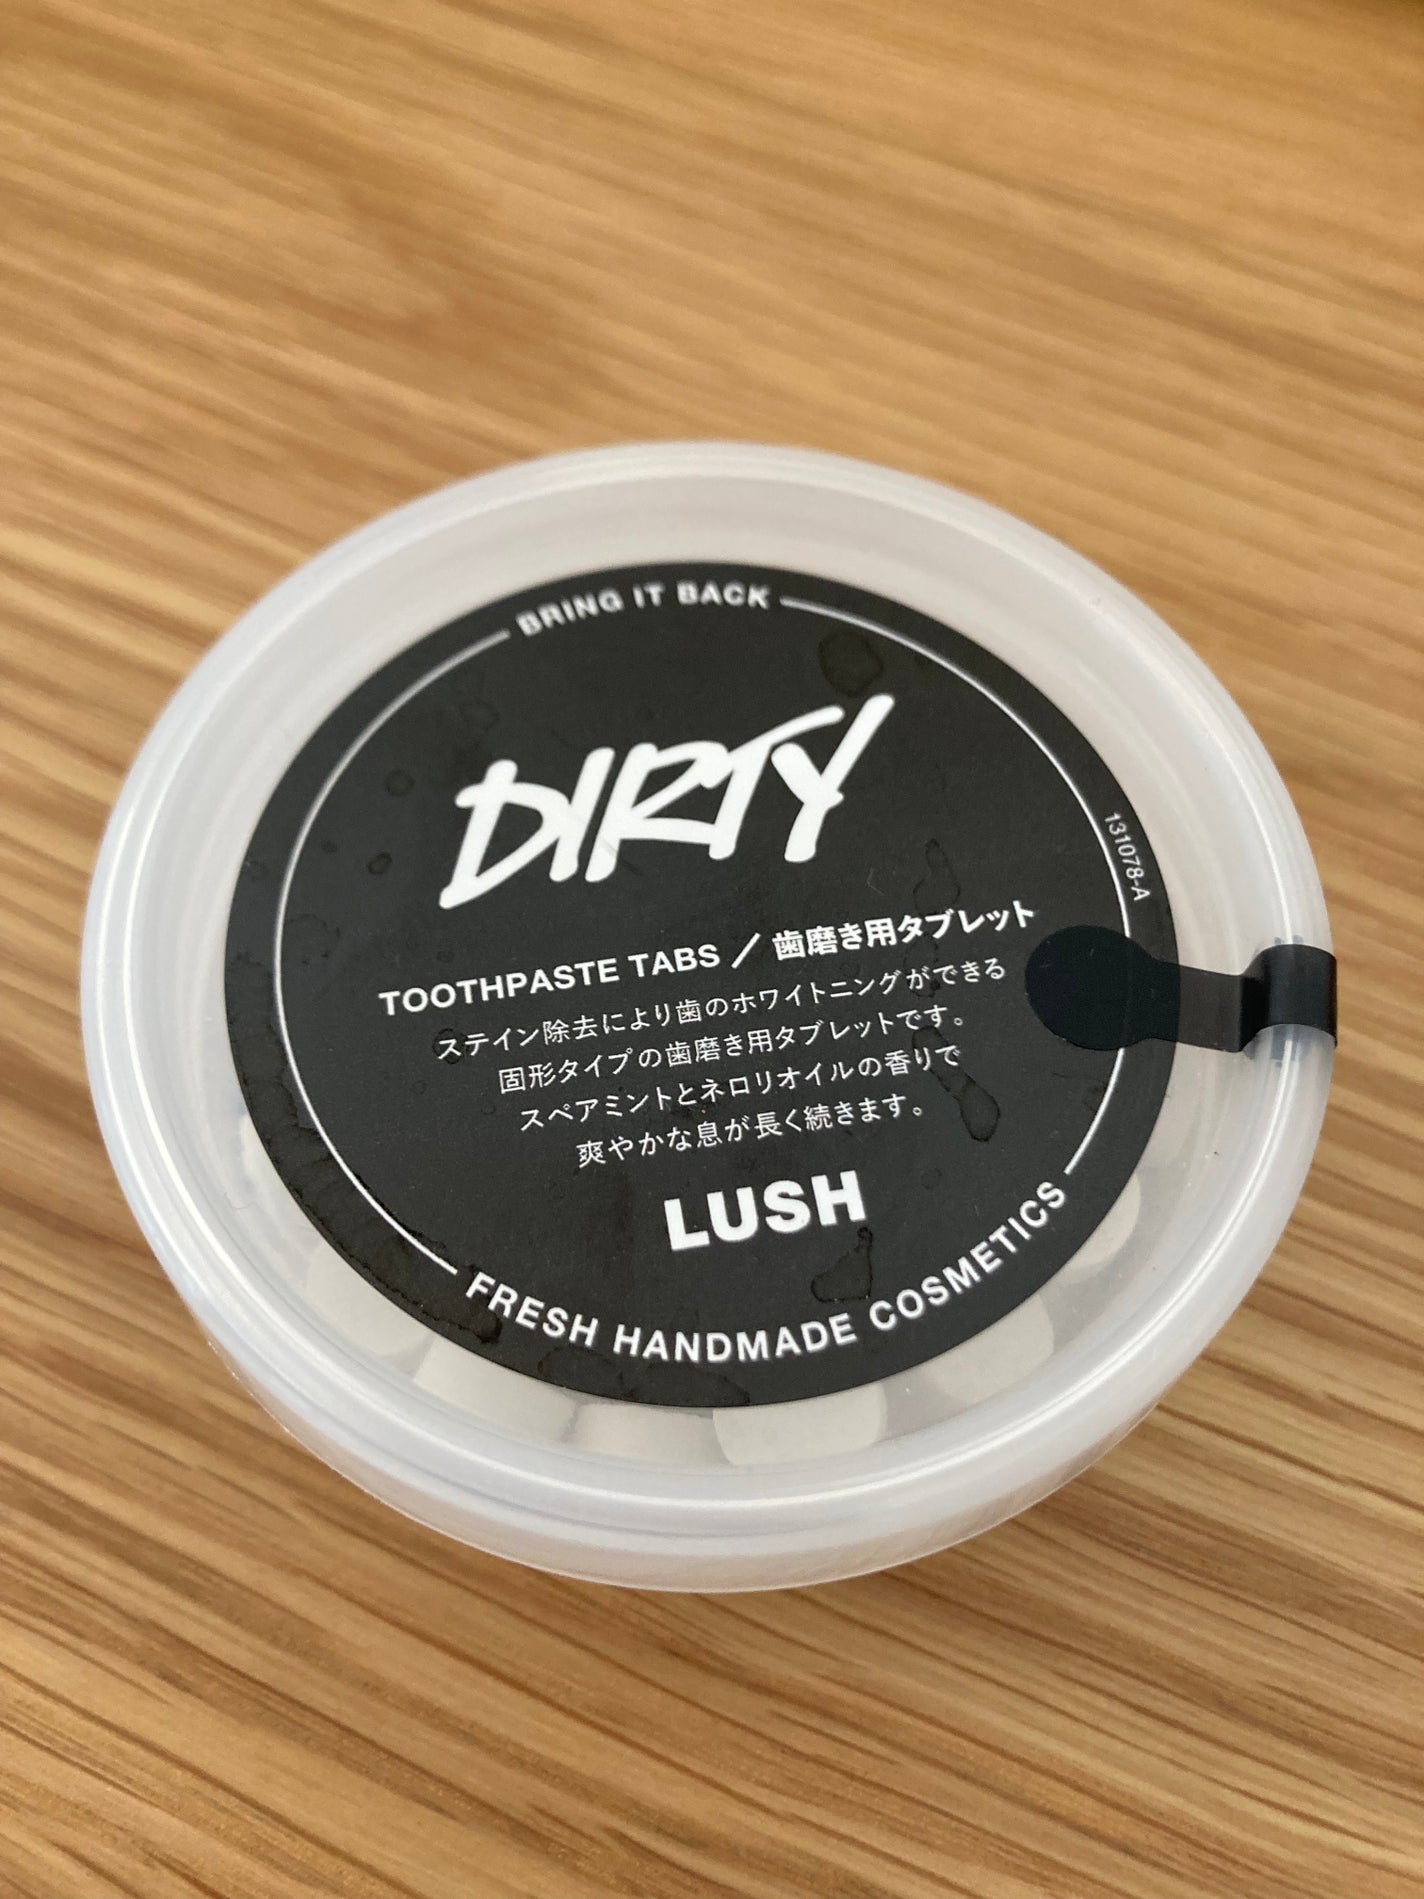 BRING IT BACK
DIRTY
131078-A
TOOTHPASTE TABS／歯磨き用タブレット
ステイン除去により歯のホワイトニングができる
固形タイプの歯磨き用タブレットです。
スペアミントとネロリオイルの香りで
爽やかな息が長く続きます。
LUSH
FRESH HANDMADE COSMETICS